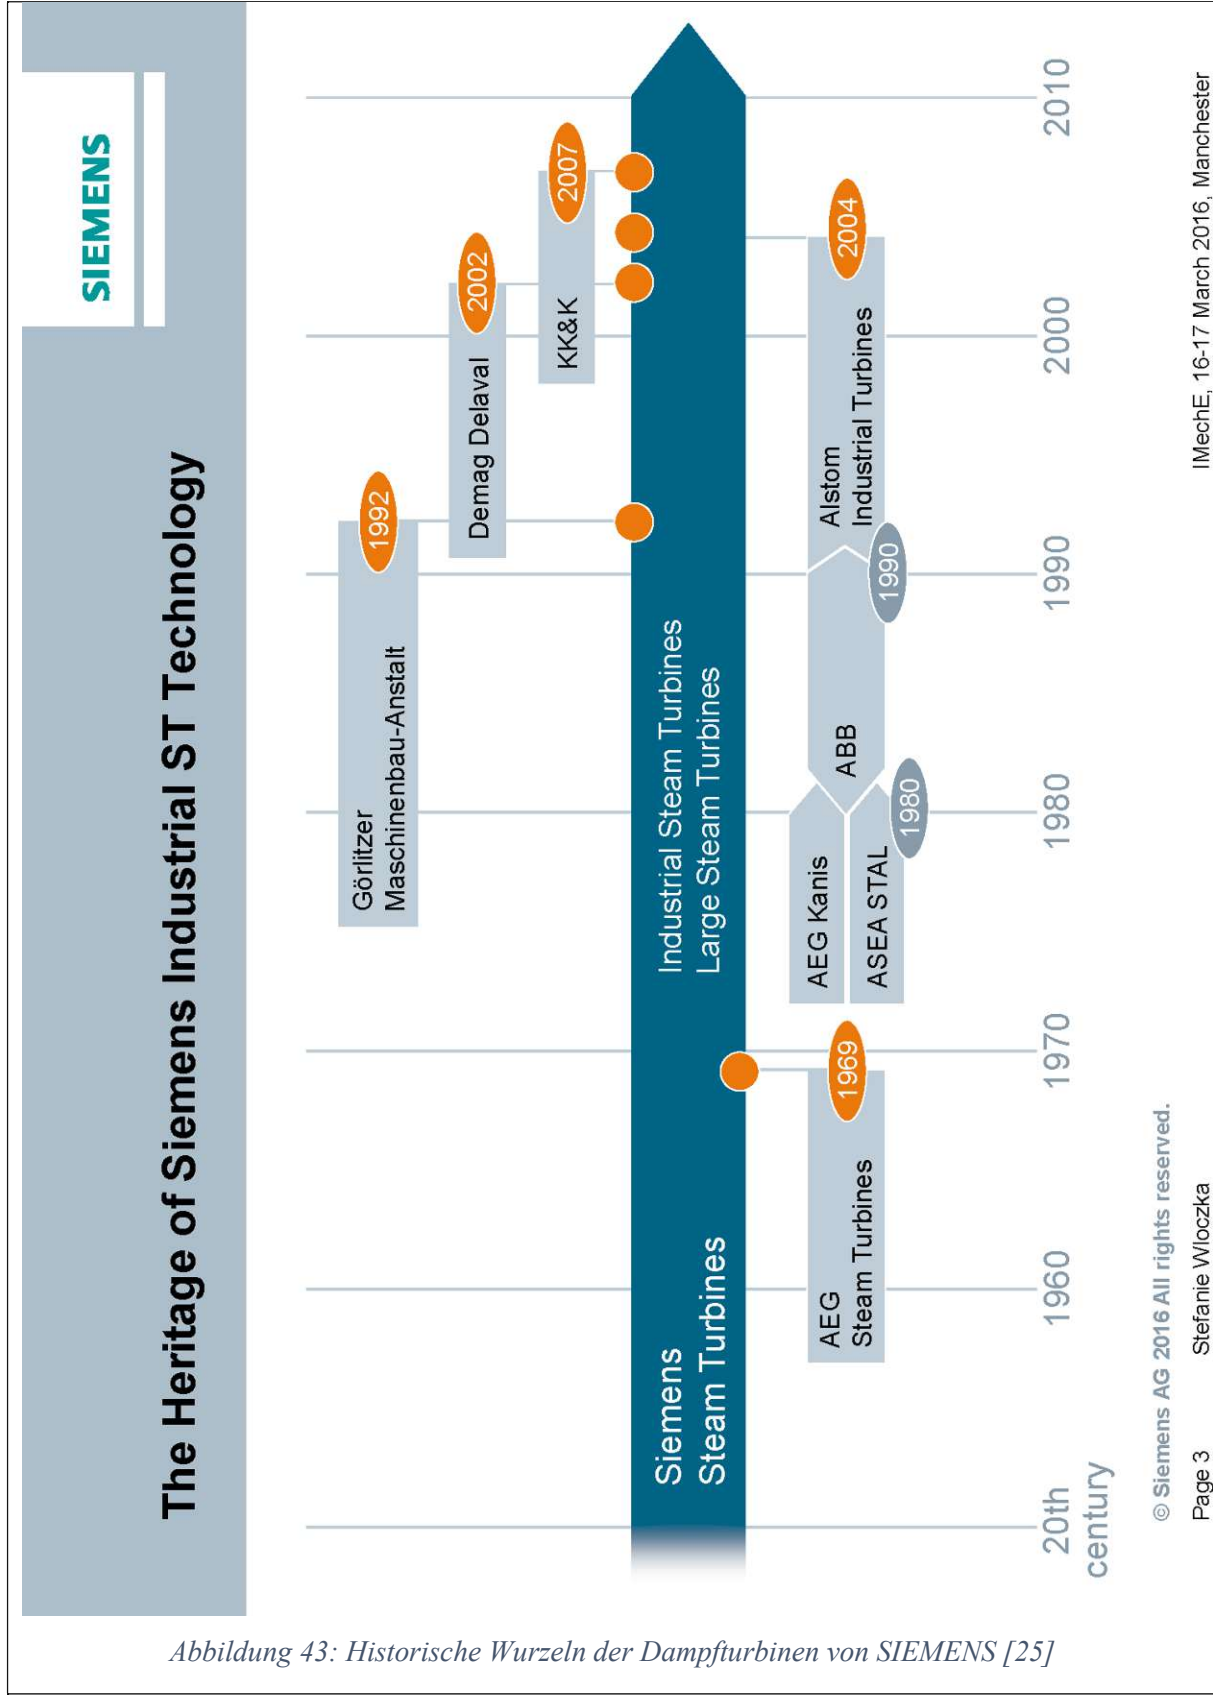 The Heritage of Siemens Industrial ST Technology
SIEMENS
Görlitzer
Maschinenbau-Anstalt
1992
Demag Delaval
2002
KK&K
2007
Siemens
Steam Turbines
Industrial Steam Turbines
Large Steam Turbines
AEG
Steam Turbines
1969
AEG Kanis
ASEA STAL
1980
ABB
1990
Alstom
Industrial Turbines
2004
20th
century
1960
1970
1980
1990
2000
2010
© Siemens AG 2016 All rights reserved.
Page 3
Stefanie Wloczka
IMechE, 16-17 March 2016, Manchester
Abbildung 43: Historische Wurzeln der Dampfturbinen von SIEMENS [25]